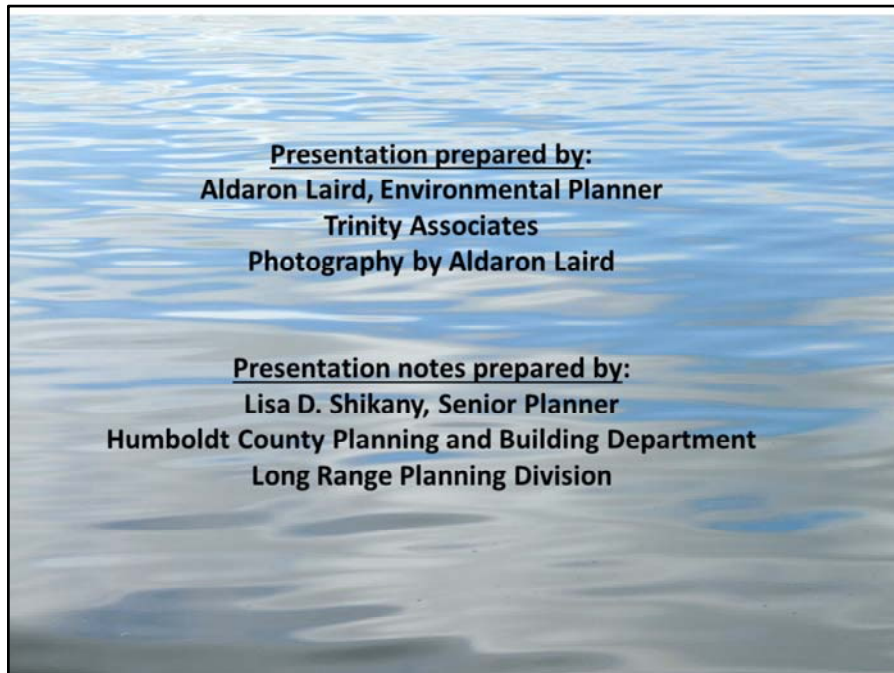 Presentation prepared by:
Aldaron Laird, Environmental Planner
Trinity Associates
Photography by Aldaron Laird
Presentation notes prepared by:
Lisa D. Shikany, Senior Planner
Humboldt County Planning and Building Department
Long Range Planning Division